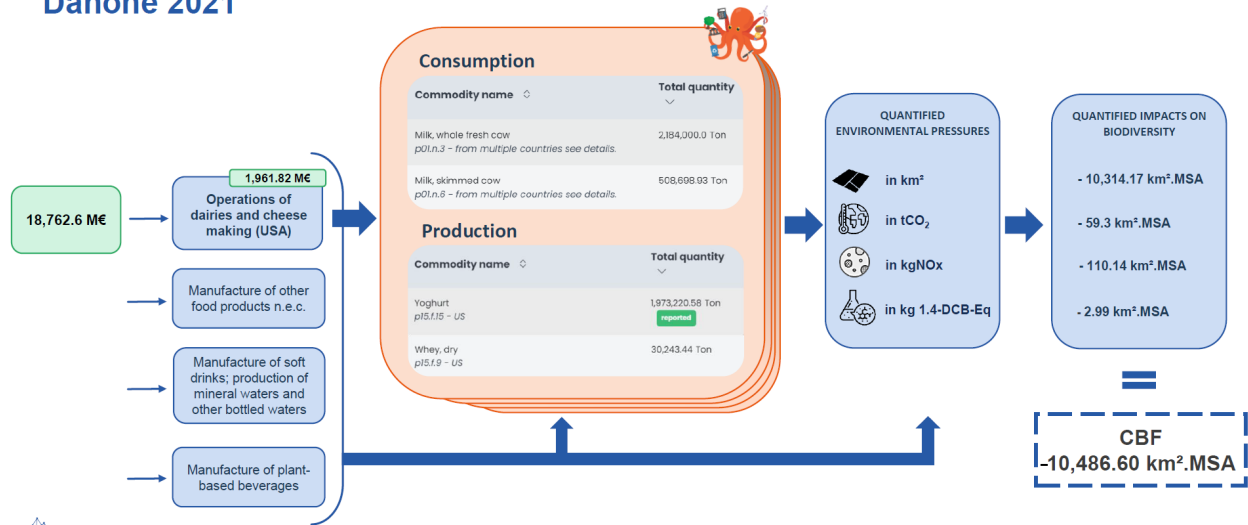 Danone 2021
18,762.6 M€
1,961.82 M€
Operations of
dairies and cheese
making (USA)
Manufacture of other
food products n.e.c.
Manufacture of soft
drinks; production of
mineral waters and
other bottled waters
Manufacture of plant-
based beverages
Consumption
Commodity name
Total quantity
Milk, whole fresh cow
2,184,000.0 Ton
p01.n.3 - from multiple countries see details.
Milk, skimmed cow
508,698.93 Ton
p01.n.6 - from multiple countries see details.
Production
Commodity name
Total quantity
Yoghurt
1,973,220.58 Ton
p15.f.15 - US
reported
Whey, dry
30,243.44 Ton
p15.f.9 - US
QUANTIFIED
ENVIRONMENTAL PRESSURES
in km²
in tCO₂
in kgNOx
in kg 1.4-DCB-Eq
QUANTIFIED IMPACTS ON
BIODIVERSITY
- 10,314.17 km².MSA
- 59.3 km².MSA
- 110.14 km².MSA
- 2.99 km².MSA
CBF
-10,486.60 km².MSA